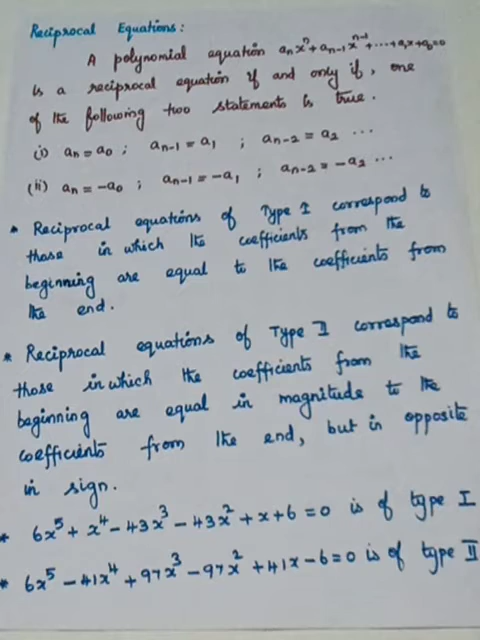 Reciprocal Equations:
A polynomial equation aₙxⁿ + aₙ₋₁xⁿ⁻¹ + ··· + a₁x + a₀ = 0
is a reciprocal equation if and only if, one
of the following two statements is true.
(i) aₙ = a₀ ; aₙ₋₁ = a₁ ; aₙ₋₂ = a₂ ...
(ii) aₙ = -a₀ ; aₙ₋₁ = -a₁ ; aₙ₋₂ = -a₂ ...
* Reciprocal equations of Type I correspond to
those in which the coefficients from the
beginning are equal to the coefficients from
the end.
* Reciprocal equations of Type II correspond to
those in which the coefficients from the
beginning are equal in magnitude to the
coefficients from the end, but in opposite
in sign.
* 6x⁵ + x⁴ - 43x³ - 43x² + x + 6 = 0 is of type I
* 6x⁵ - 41x⁴ + 97x³ - 97x² + 41x - 6 = 0 is of type II